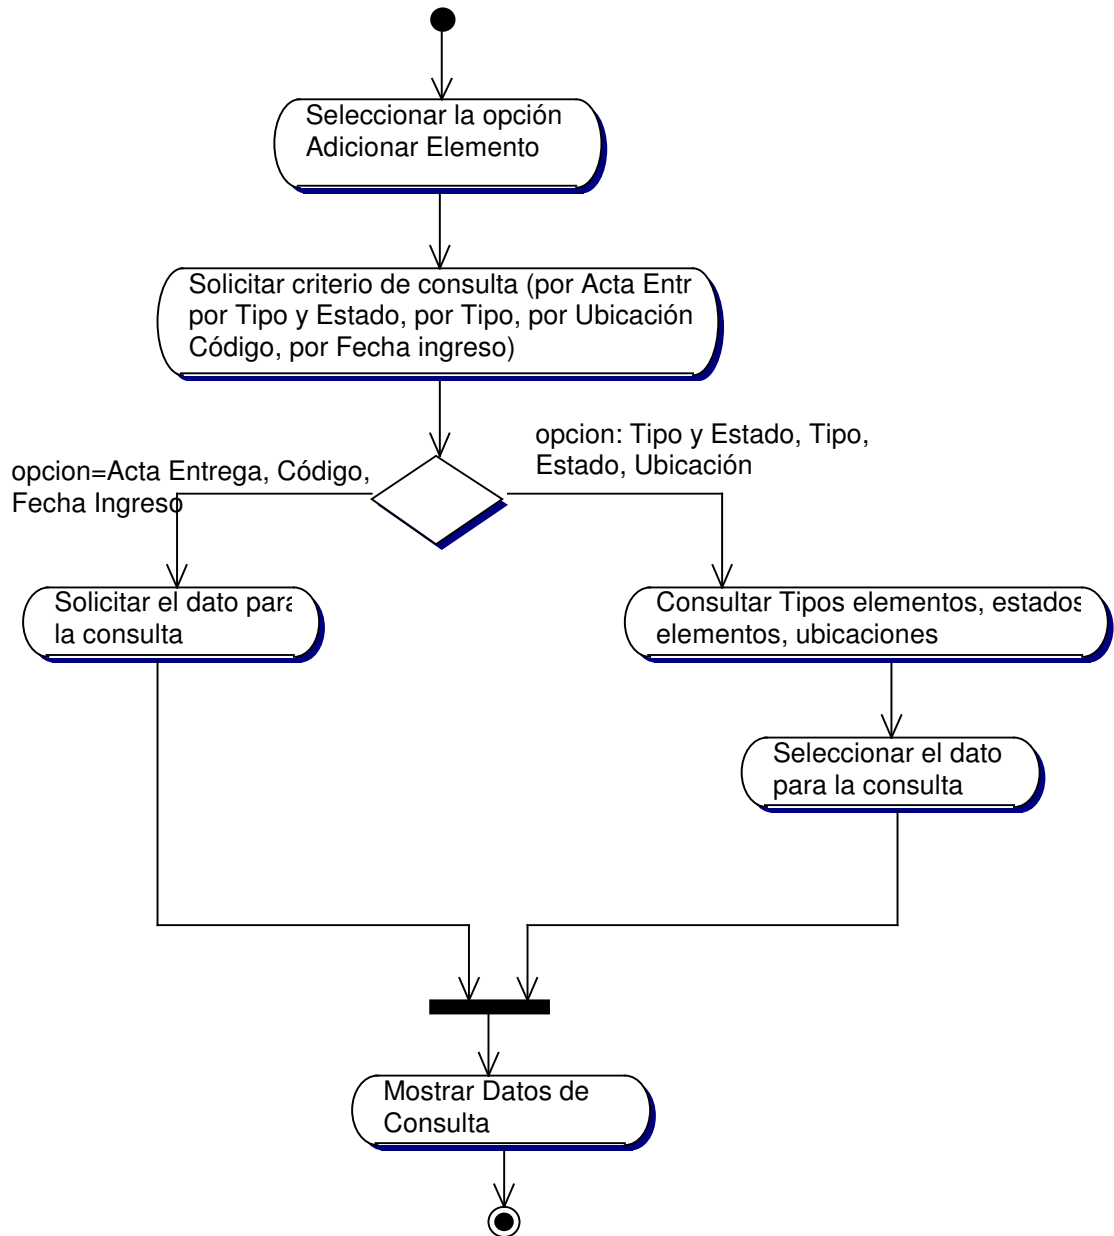 Seleccionar la opción
Adicionar Elemento
Solicitar criterio de consulta (por Acta Entr
por Tipo y Estado, por Tipo, por Ubicación
Código, por Fecha ingreso)
opcion: Tipo y Estado, Tipo,
Estado, Ubicación
opcion=Acta Entrega, Código,
Fecha Ingreso
Solicitar el dato para
la consulta
Consultar Tipos elementos, estados
elementos, ubicaciones
Seleccionar el dato
para la consulta
Mostrar Datos de
Consulta